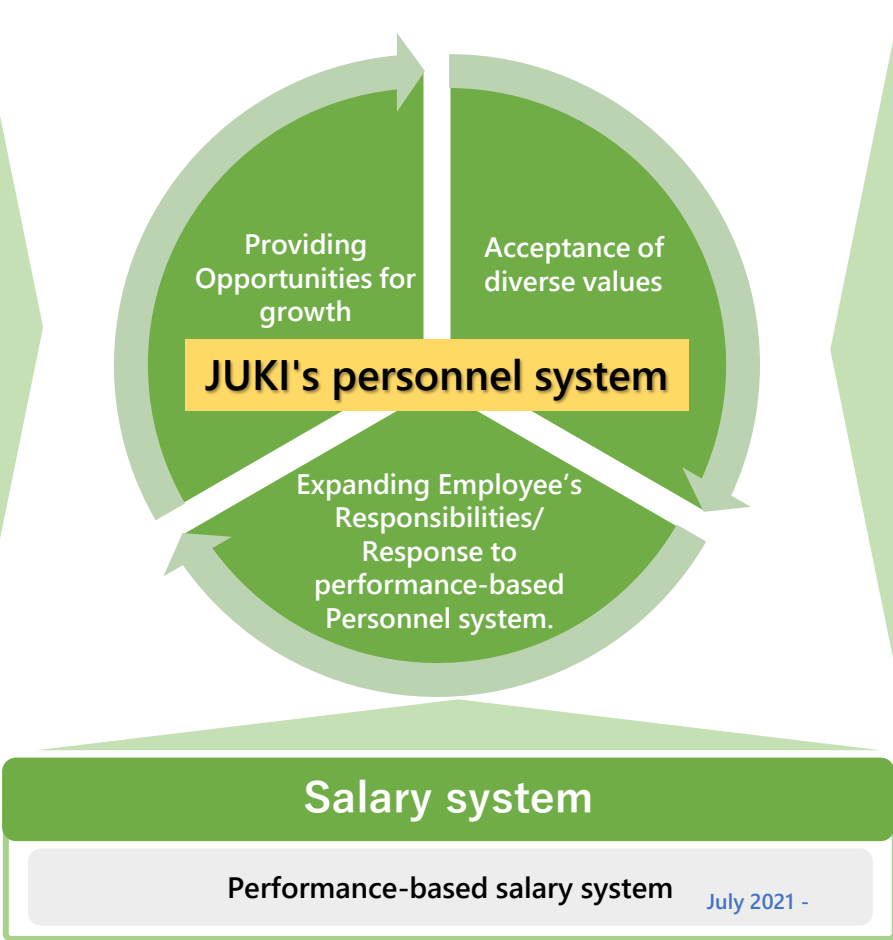 Providing
Opportunities for
growth
Acceptance of
diverse values
JUKI's personnel system
Expanding Employee’s
Responsibilities/
Response to
performance-based
Personnel system.
Salary system
Performance-based salary system
July 2021 -